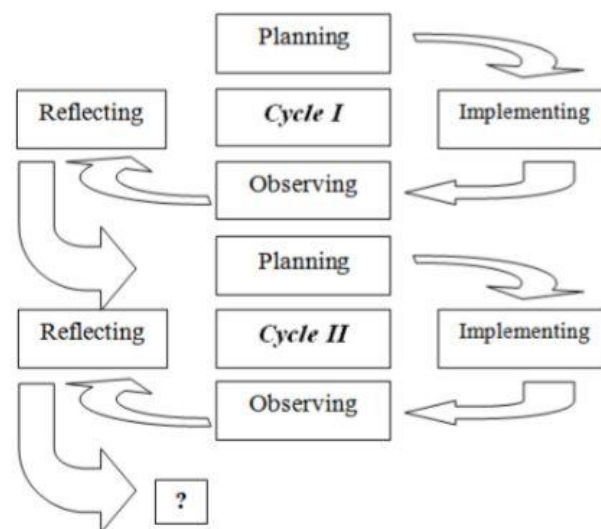 Planning
Reflecting
Cycle I
Implementing
Observing
Planning
Reflecting
Cycle II
Implementing
Observing
?